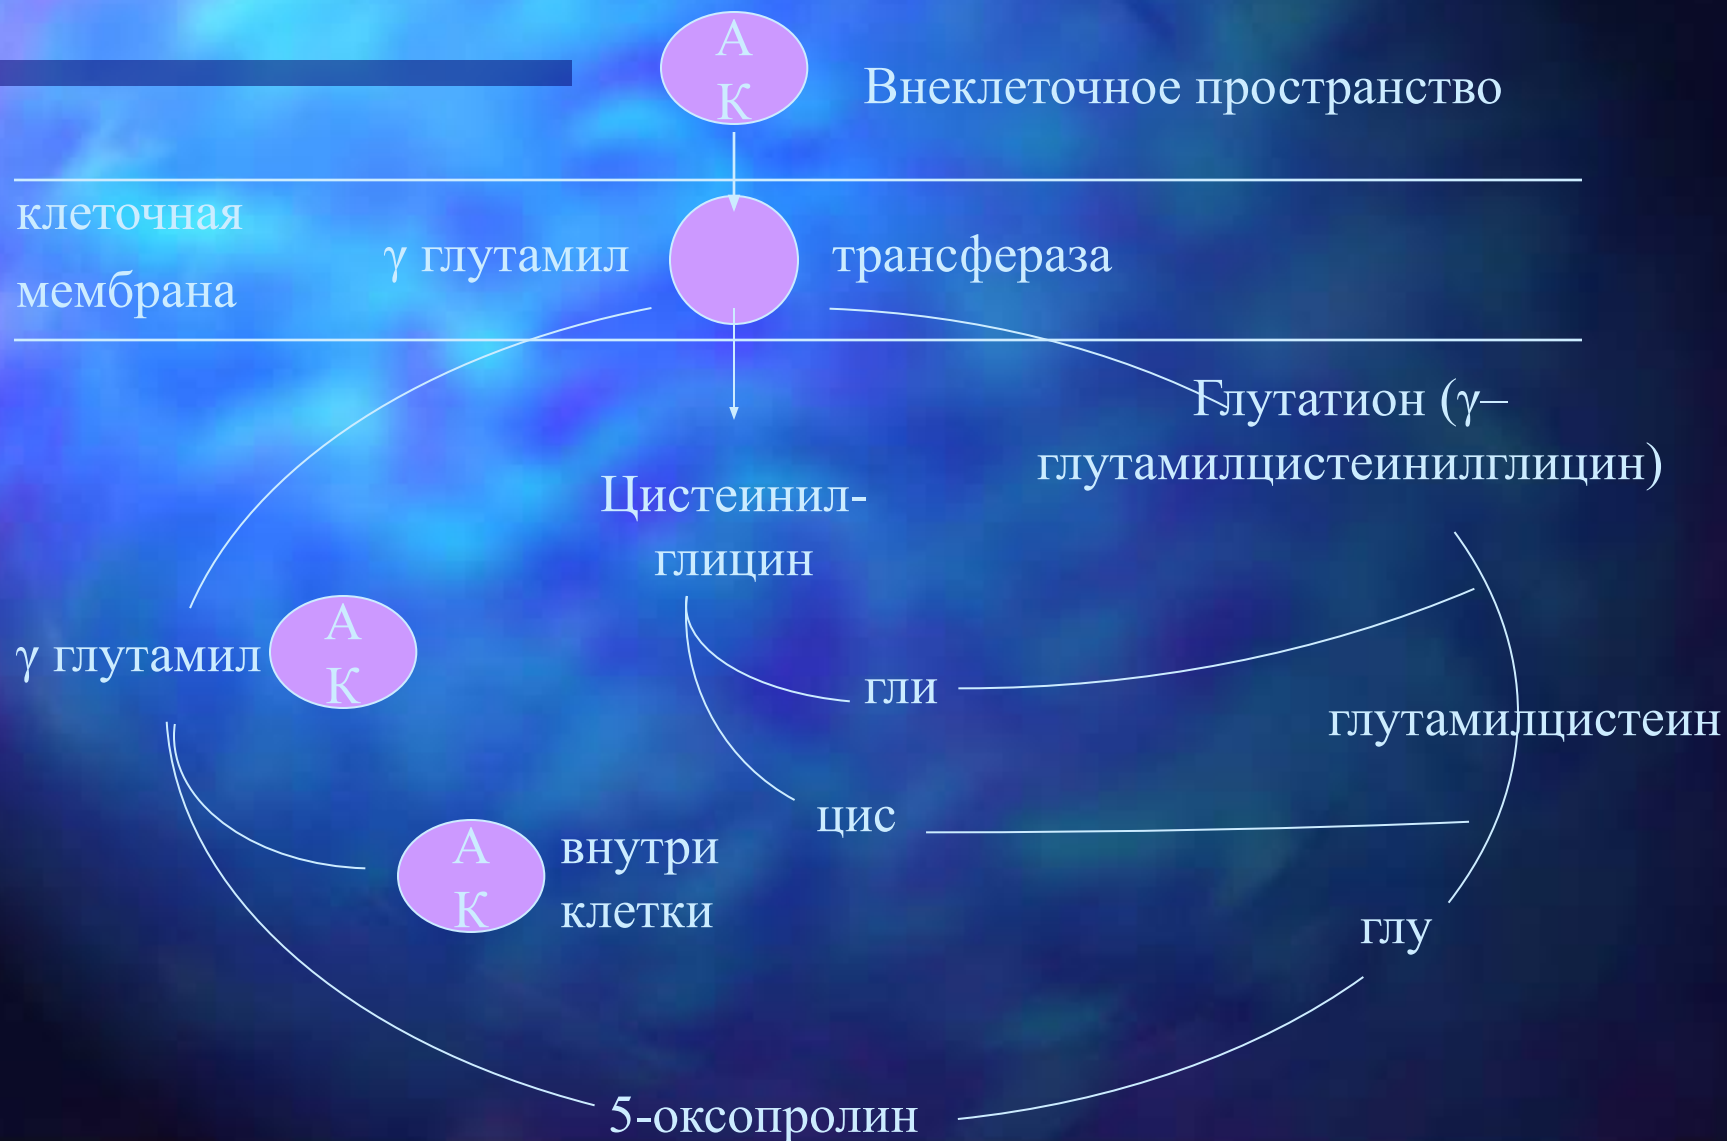 А
К
Внеклеточное пространство
клеточная
мембрана
γ глутамил
трансфераза
Глутатион (γ–
глутамилцистеинилглицин)
Цистеинил-
глицин
γ глутамил
А
К
гли
глутамилцистеин
цис
А
К
внутри
клетки
глу
5-оксопролин